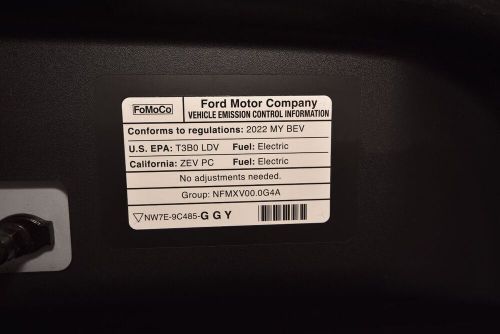 FoMoCo
Ford Motor Company
VEHICLE EMISSION CONTROL INFORMATION
Conforms to regulations: 2022 MY BEV
U.S. EPA: T3B0 LDV Fuel: Electric
California: ZEV PC Fuel: Electric
No adjustments needed.
Group: NFMXV00.0G4A
▽NW7E-9C485-G G Y